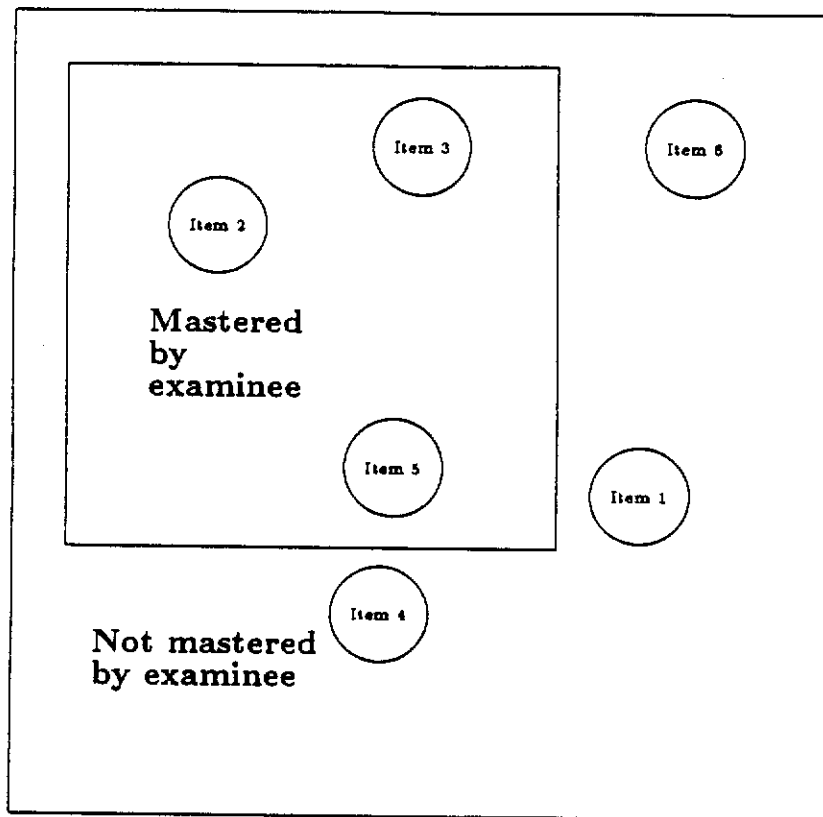 Item 3
Item 6
Item 2
Mastered
by
examinee
Item 5
Item 1
Item 4
Not mastered
by examinee